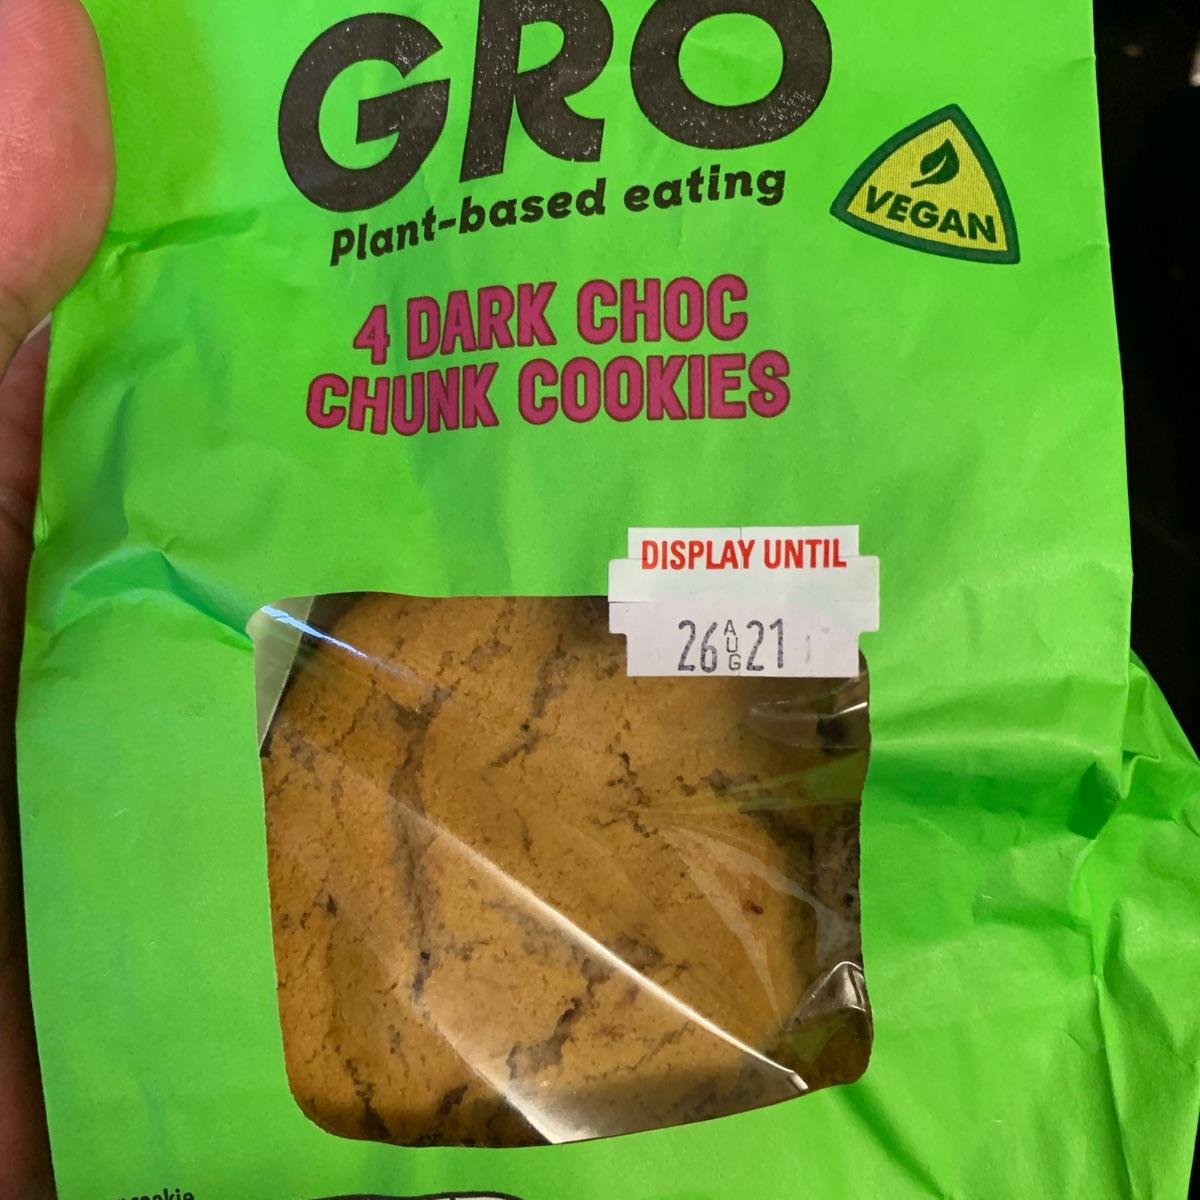 GRO
Plant-based eating
VEGAN
4 DARK CHOC
CHUNK COOKIES
DISPLAY UNTIL
26 AUG 21